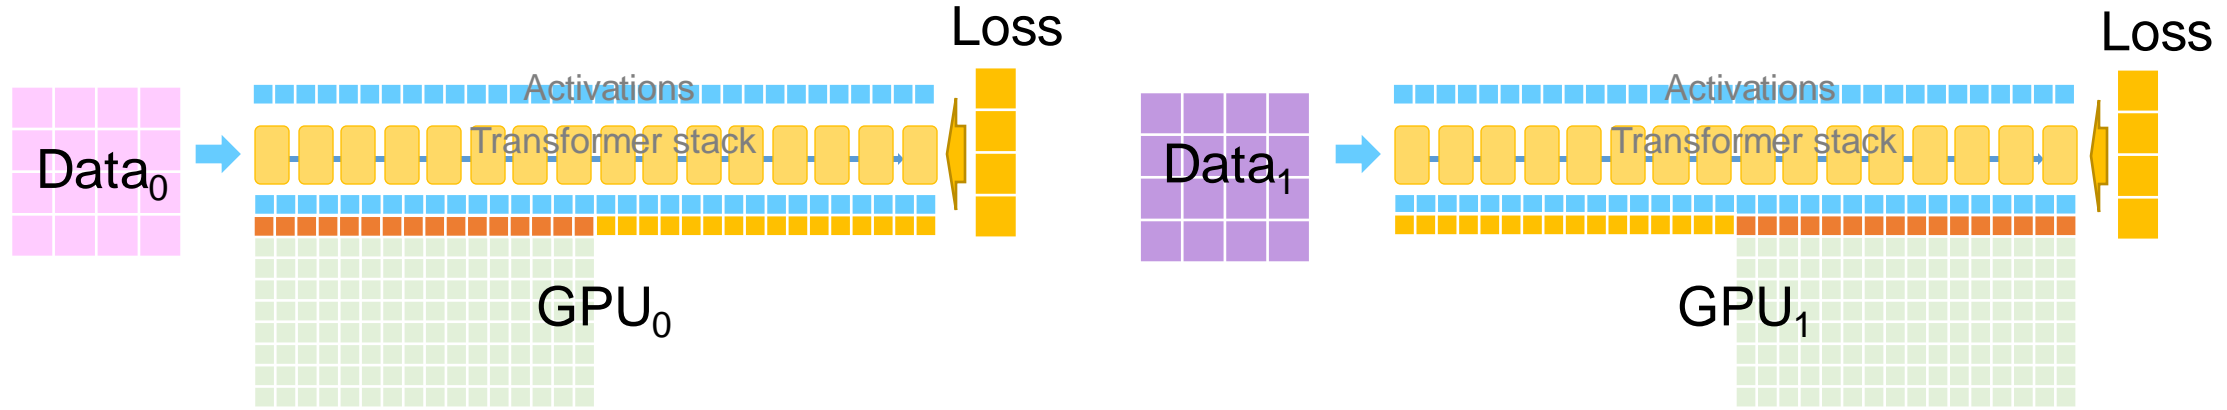 Loss
Activations
Transformer stack
Data₀
GPU₀
Loss
Activations
Transformer stack
Data₁
GPU₁